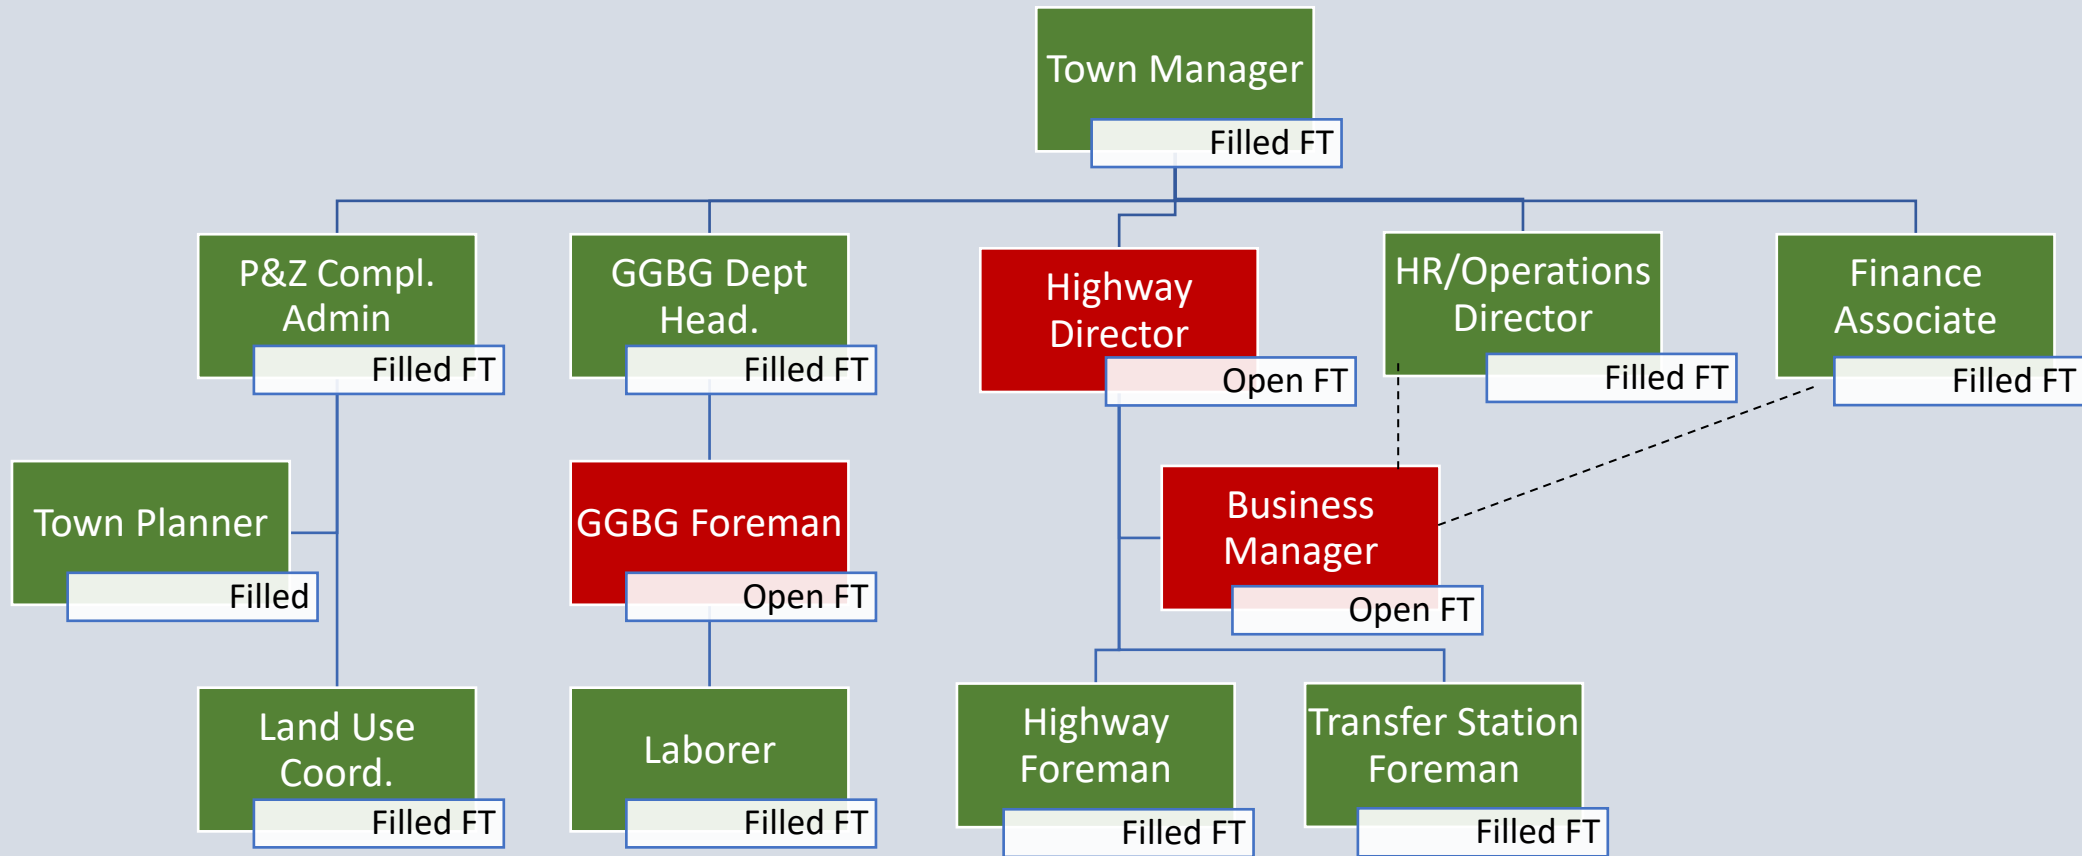 Town Manager
Filled FT
P&Z Compl.
Admin
Filled FT
GGBG Dept
Head.
Filled FT
Highway
Director
Open FT
HR/Operations
Director
Filled FT
Finance
Associate
Filled FT
Town Planner
Filled
GGBG Foreman
Open FT
Business
Manager
Open FT
Land Use
Coord.
Filled FT
Laborer
Filled FT
Highway
Foreman
Filled FT
Transfer Station
Foreman
Filled FT